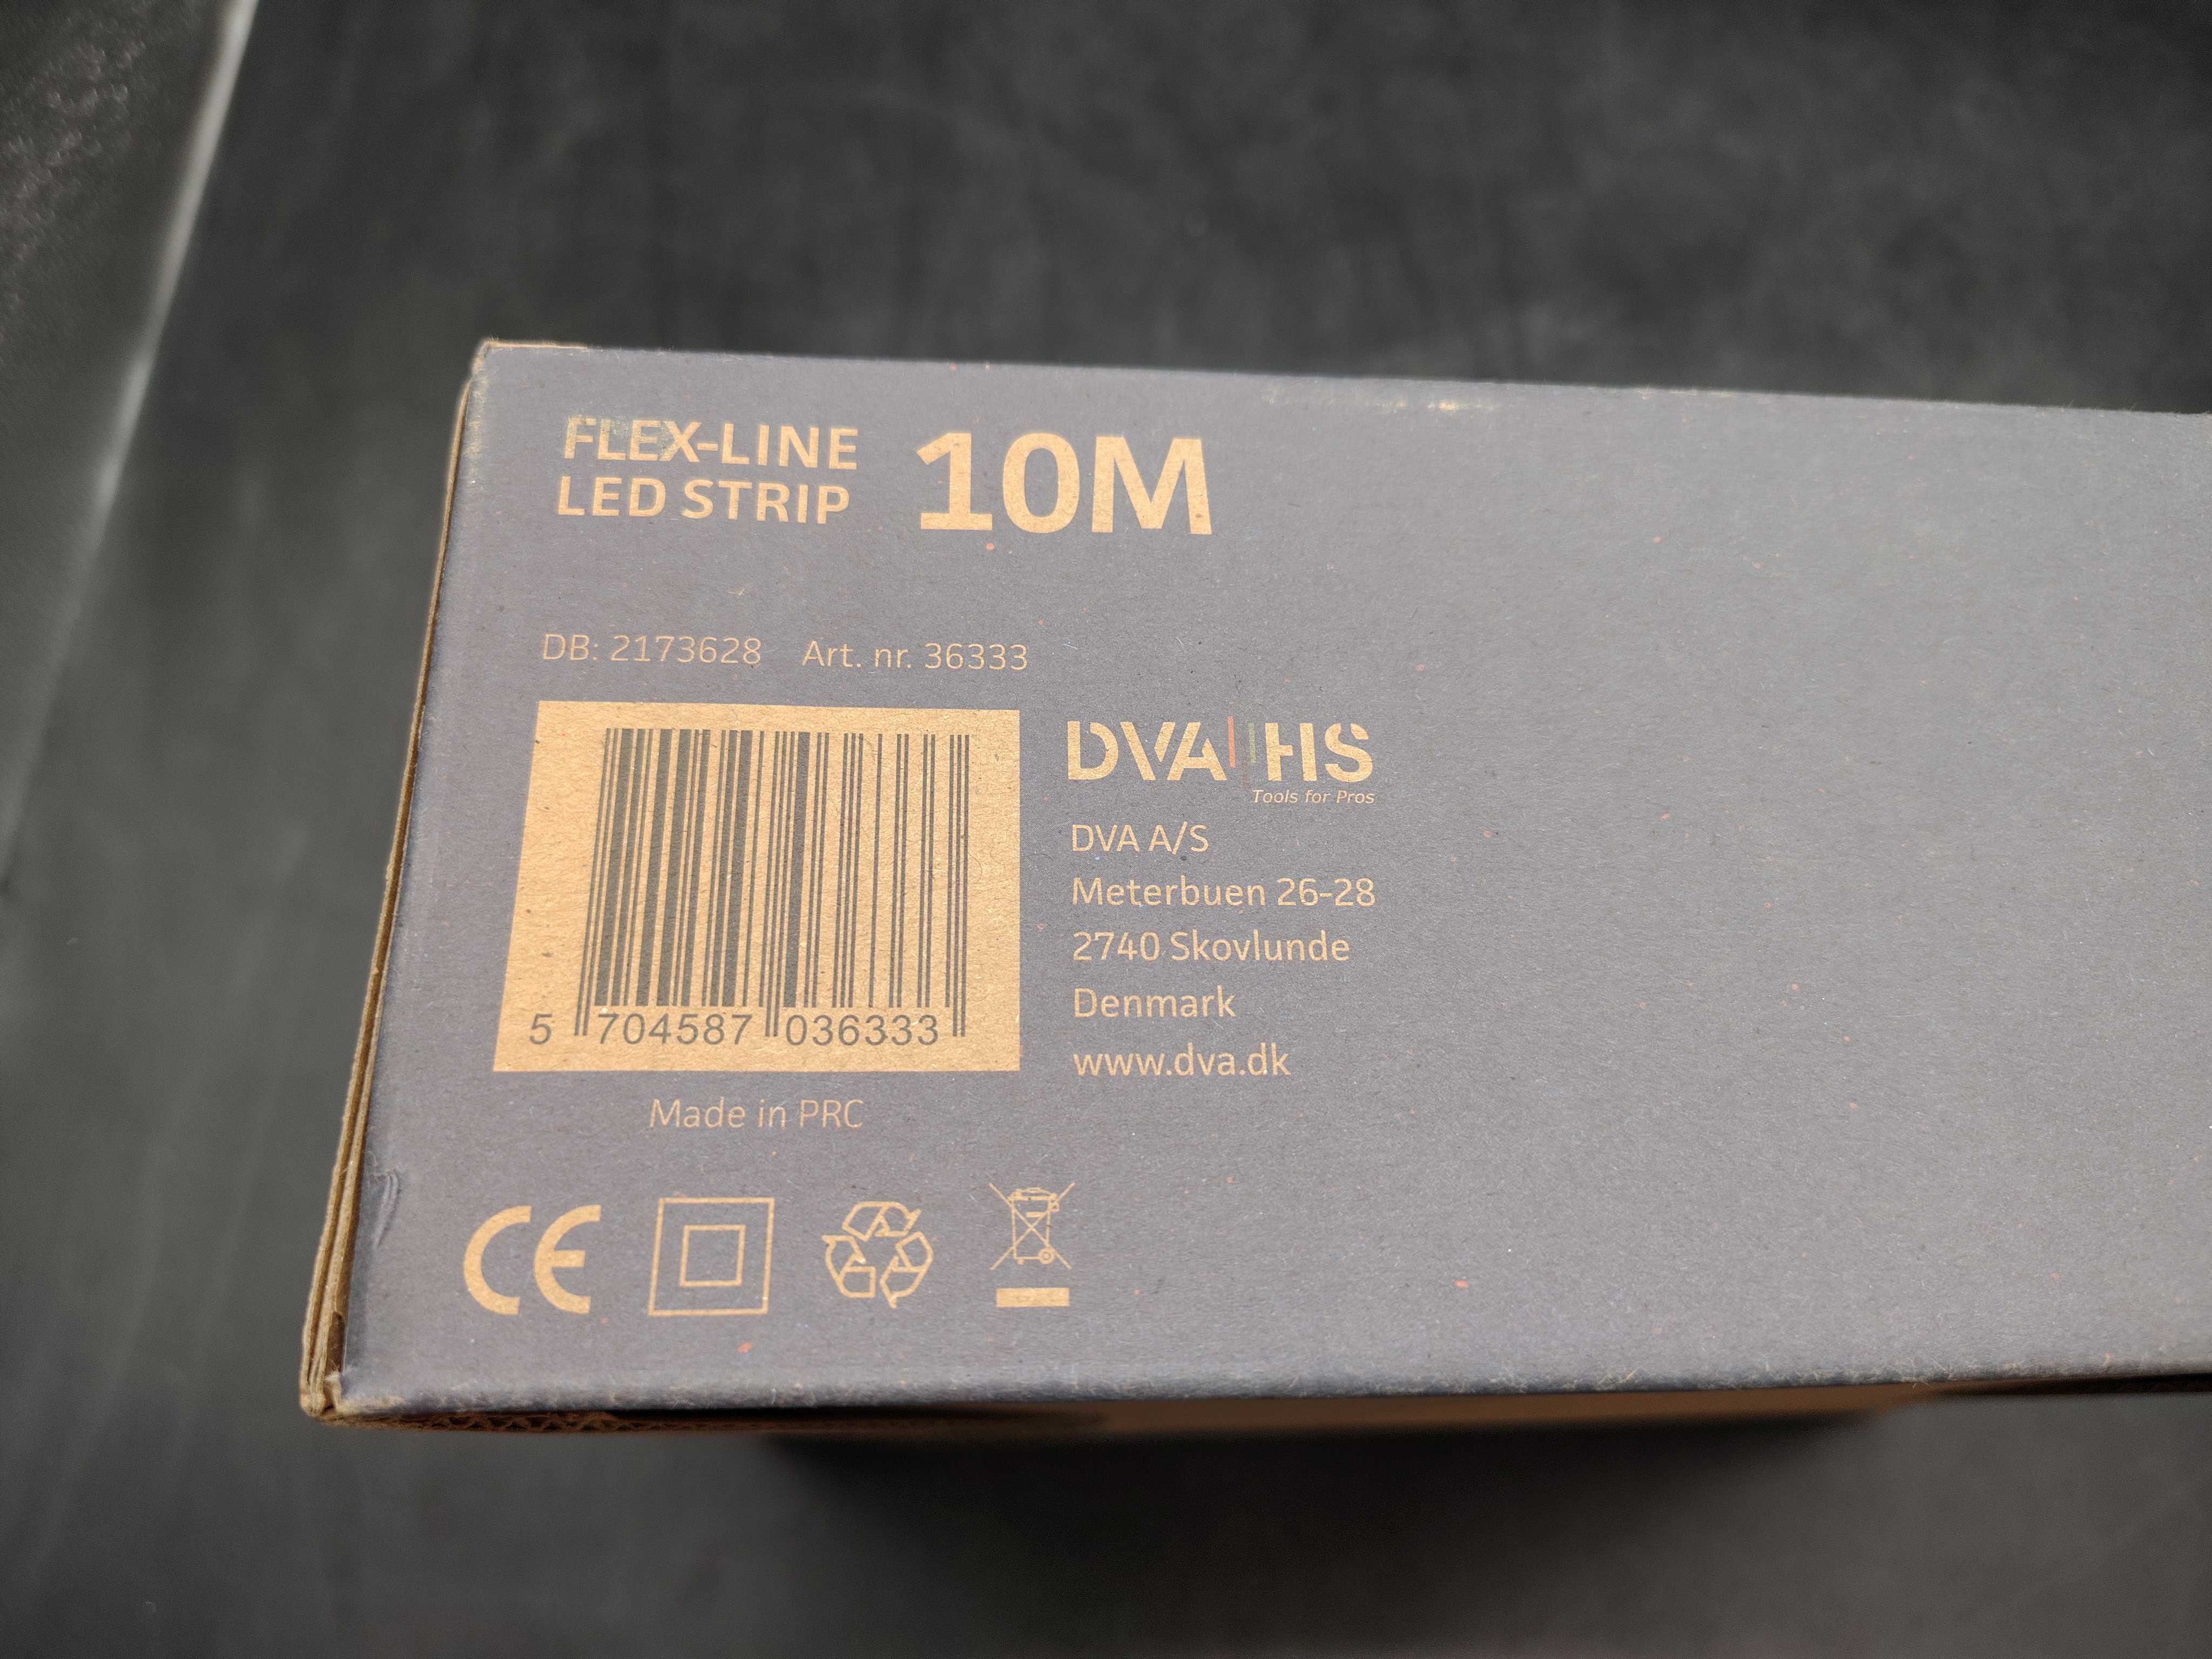 FLEX-LINE
LED STRIP
10M
DB: 2173628 Art. nr. 36333
5 704587 036333
Made in PRC
DVA HS
Tools for Pros
DVA A/S
Meterbuen 26-28
2740 Skovlunde
Denmark
www.dva.dk
CE